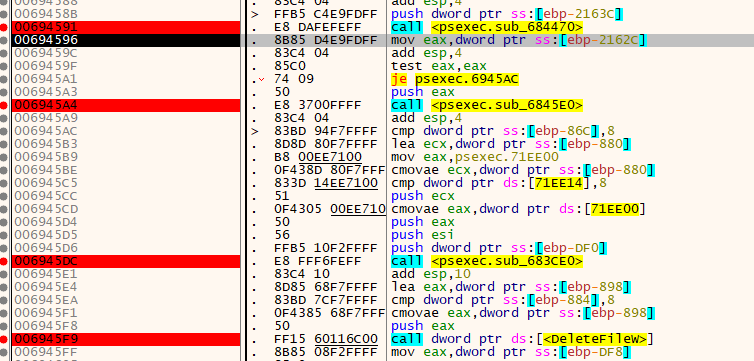 00694588 . 83C4 04 add esp,4
0069458B > FFB5 C4E9FDFF push dword ptr ss:[ebp-2163C]
00694591 . E8 DAFEFEFF call <psexec.sub_684470>
00694596 . 8B85 D4E9FDFF mov eax,dword ptr ss:[ebp-2162C]
0069459C . 83C4 04 add esp,4
0069459F . 85C0 test eax,eax
006945A1 .v 74 09 je psexec.6945AC
006945A3 . 50 push eax
006945A4 . E8 3700FFFF call <psexec.sub_6845E0>
006945A9 . 83C4 04 add esp,4
006945AC > 83BD 94F7FFFF cmp dword ptr ss:[ebp-86C],8
006945B3 . 8D8D 80F7FFFF lea ecx,dword ptr ss:[ebp-880]
006945B9 . B8 00EE7100 mov eax,psexec.71EE00
006945BE . 0F438D 80F7FFFF cmovae ecx,dword ptr ss:[ebp-880]
006945C5 . 833D 14EE7100 cmp dword ptr ds:[71EE14],8
006945CC . 51 push ecx
006945CD . 0F4305 00EE710 cmovae eax,dword ptr ds:[71EE00]
006945D4 . 50 push eax
006945D5 . 56 push esi
006945D6 . FFB5 10F2FFFF push dword ptr ss:[ebp-DF0]
006945DC . E8 FFF6FEFF call <psexec.sub_683CE0>
006945E1 . 83C4 10 add esp,10
006945E4 . 8D85 68F7FFFF lea eax,dword ptr ss:[ebp-898]
006945EA . 83BD 7CF7FFFF cmp dword ptr ss:[ebp-884],8
006945F1 . 0F4385 68F7FFF cmovae eax,dword ptr ss:[ebp-898]
006945F8 . 50 push eax
006945F9 . FF15 60116C00 call dword ptr ds:[<DeleteFileW>]
006945FF . 8B85 08F2FFFF mov eax,dword ptr ss:[ebp-DF8]